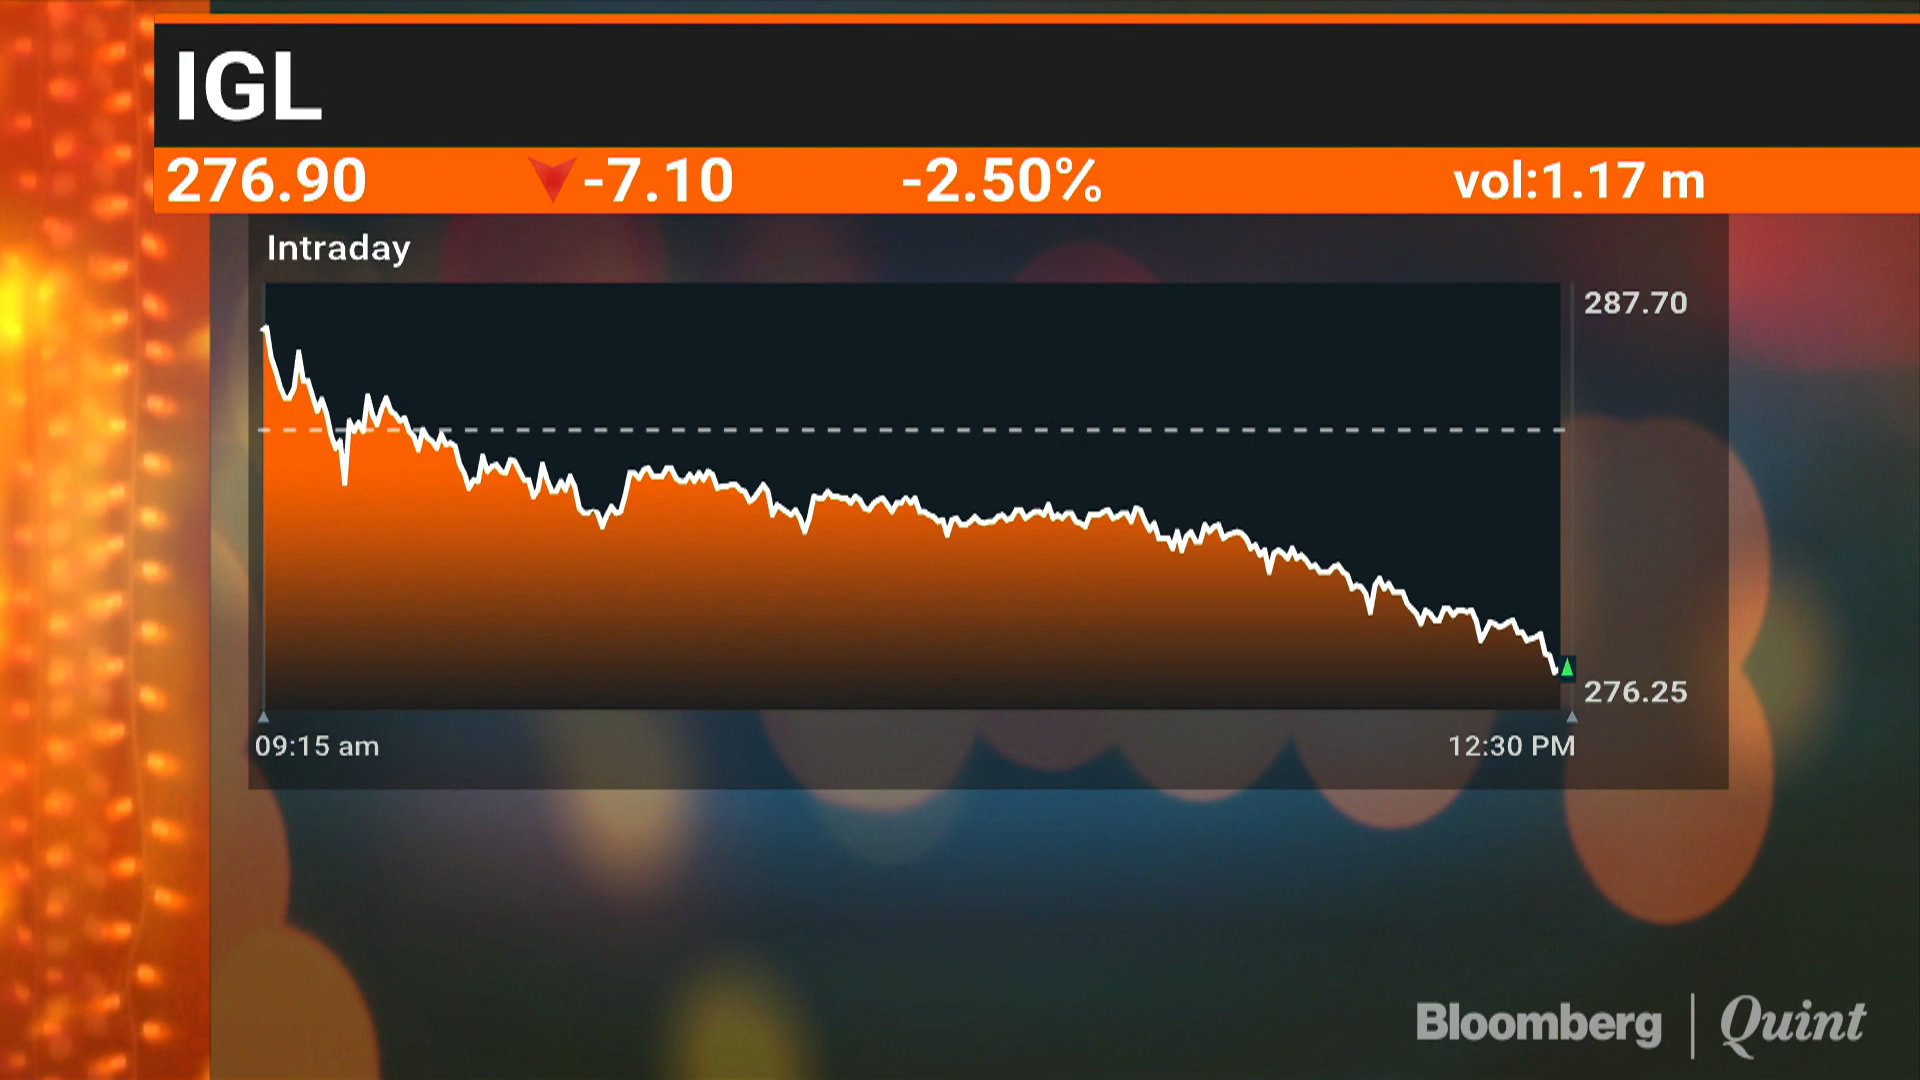 IGL
276.90 -7.10 -2.50% vol:1.17 m
Intraday
287.70
276.25
09:15 am 12:30 PM
Bloomberg | Quint